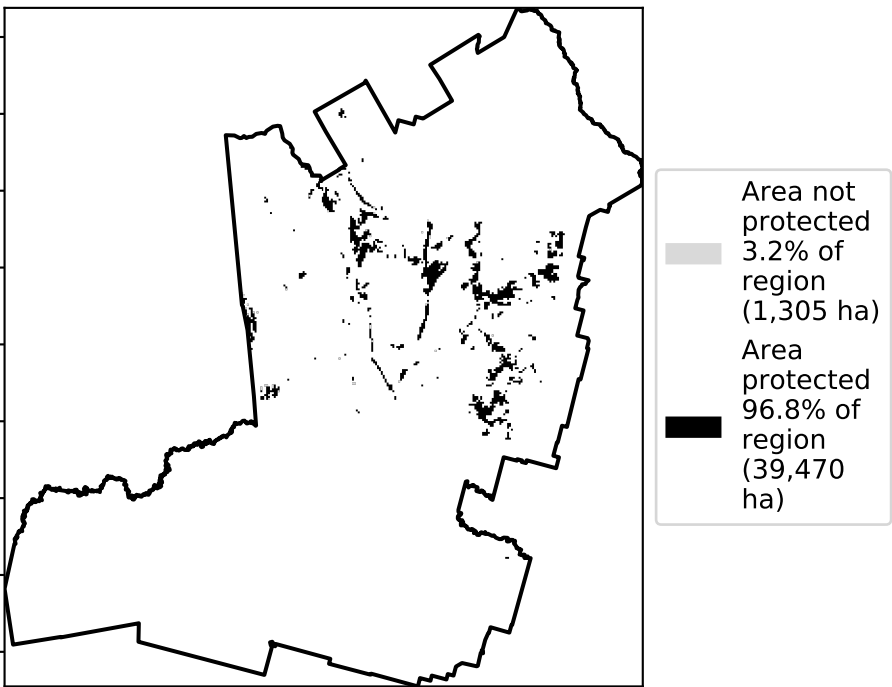 Area not
protected
3.2% of
region
(1,305 ha)
Area
protected
96.8% of
region
(39,470
ha)